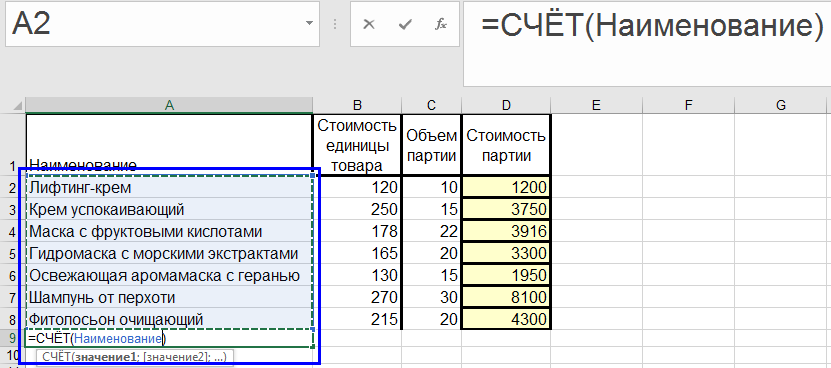 A2 =СЧЁТ(Наименование)
A B C D E F G
1 Наименование Стоимость единицы товара Объем партии Стоимость партии
2 Лифтинг-крем 120 10 1200
3 Крем успокаивающий 250 15 3750
4 Маска с фруктовыми кислотами 178 22 3916
5 Гидромаска с морскими экстрактами 165 20 3300
6 Освежающая аромамаска с геранью 130 15 1950
7 Шампунь от перхоти 270 30 8100
8 Фитолосьон очищающий 215 20 4300
9 =СЧЁТ(Наименование)
10 СЧЁТ(значение1; [значение2]; ...)